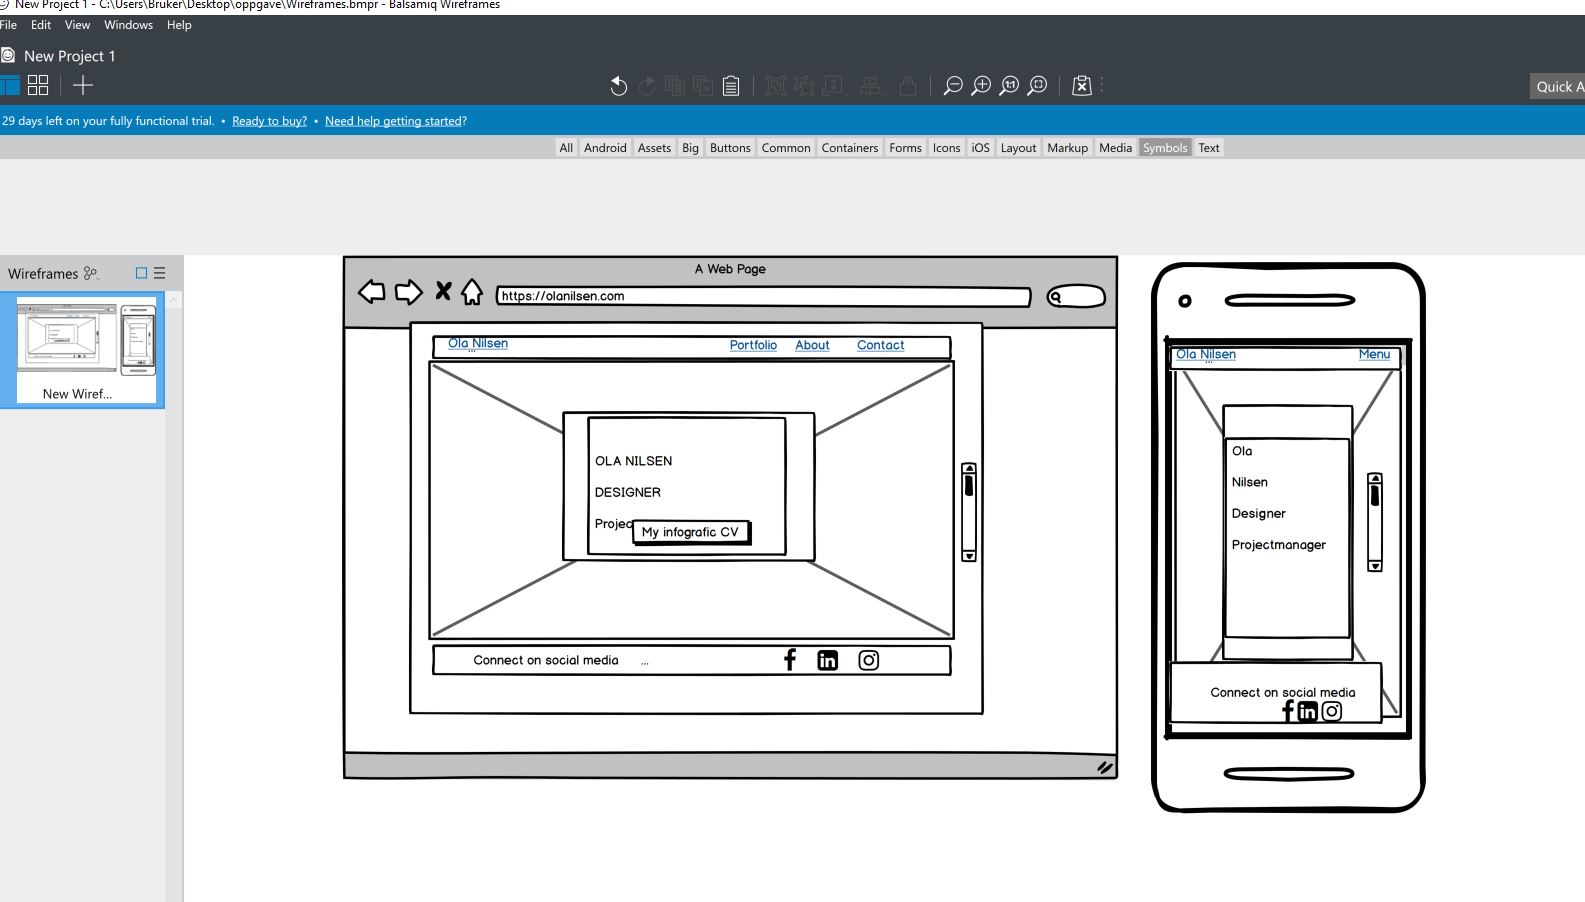 New Project 1 - C:\Users\Bruker\Desktop\oppgave\Wireframes.bmpr - Balsamiq Wireframes
File Edit View Windows Help
New Project 1
1:1
Quick A
29 days left on your fully functional trial. • Ready to buy? • Need help getting started?
All Android Assets Big Buttons Common Containers Forms Icons iOS Layout Markup Media Symbols Text
Wireframes
New Wiref...
A Web Page
https://olanilsen.com
Ola Nilsen Portfolio About Contact
...
OLA NILSEN
DESIGNER
Projec
My infografic CV
Connect on social media ...
Ola Nilsen Menu
...
Ola
Nilsen
Designer
Projectmanager
Connect on social media